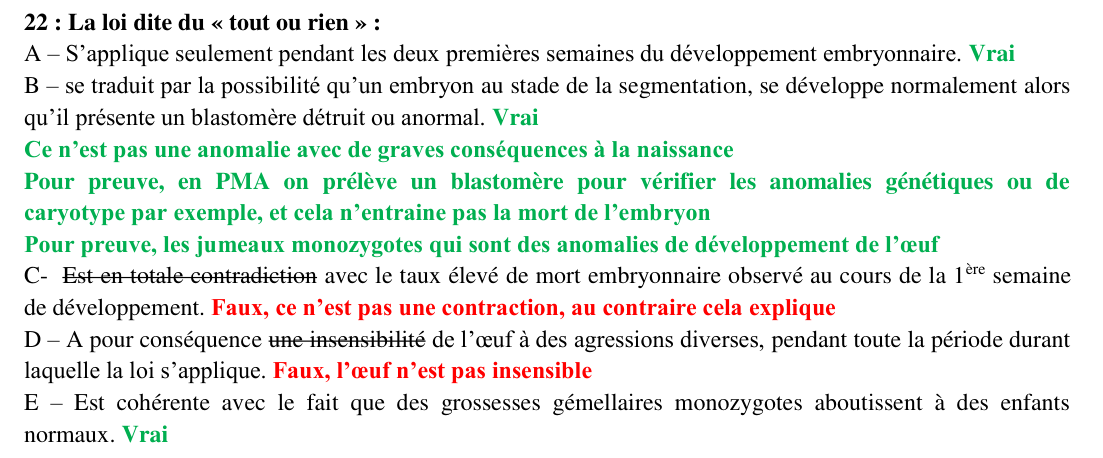 22 : La loi dite du « tout ou rien » :
A – S’applique seulement pendant les deux premières semaines du développement embryonnaire. Vrai
B – se traduit par la possibilité qu’un embryon au stade de la segmentation, se développe normalement alors
qu’il présente un blastomère détruit ou anormal. Vrai
Ce n’est pas une anomalie avec de graves conséquences à la naissance
Pour preuve, en PMA on prélève un blastomère pour vérifier les anomalies génétiques ou de
caryotype par exemple, et cela n’entraine pas la mort de l’embryon
Pour preuve, les jumeaux monozygotes qui sont des anomalies de développement de l’œuf
C- Est en totale contradiction avec le taux élevé de mort embryonnaire observé au cours de la 1ère semaine
de développement. Faux, ce n’est pas une contraction, au contraire cela explique
D – A pour conséquence une insensibilité de l’œuf à des agressions diverses, pendant toute la période durant
laquelle la loi s’applique. Faux, l’œuf n’est pas insensible
E – Est cohérente avec le fait que des grossesses gémellaires monozygotes aboutissent à des enfants
normaux. Vrai